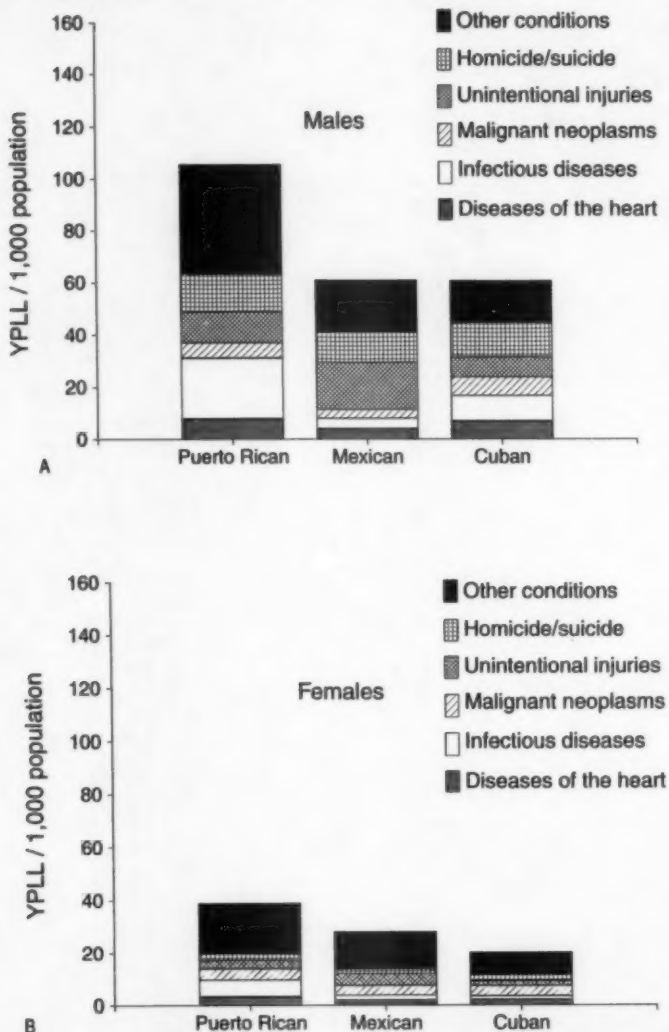 160
140
120
100
80
60
40
20
0
YPLL / 1,000 population
Males
Other conditions
Homicide/suicide
Unintentional injuries
Malignant neoplasms
Infectious diseases
Diseases of the heart
Puerto Rican Mexican Cuban
A
160
140
120
100
80
60
40
20
0
YPLL / 1,000 population
Females
Other conditions
Homicide/suicide
Unintentional injuries
Malignant neoplasms
Infectious diseases
Diseases of the heart
Puerto Rican Mexican Cuban
B